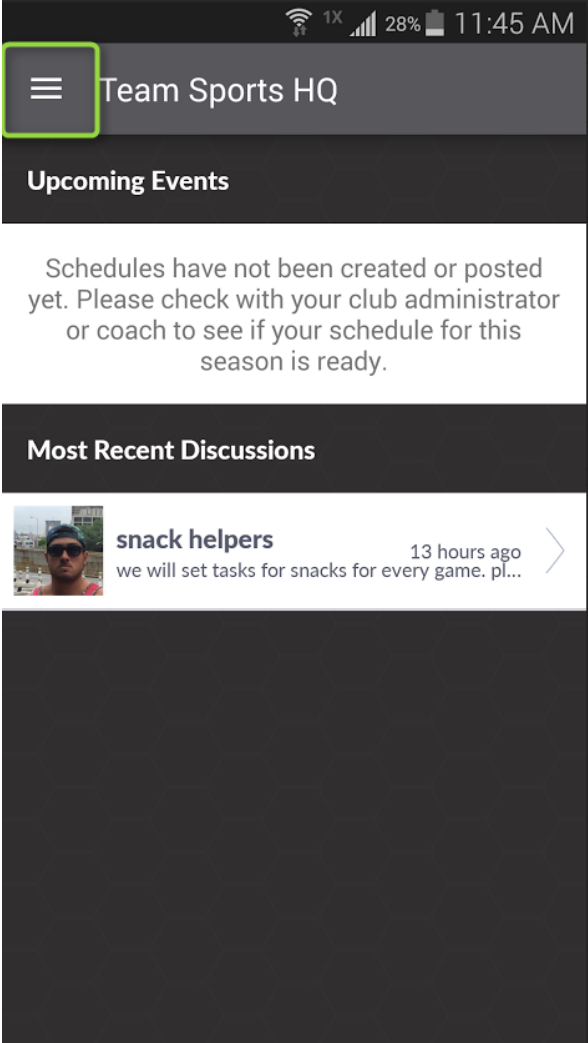 1X 28% 11:45 AM
Team Sports HQ
Upcoming Events
Schedules have not been created or posted
yet. Please check with your club administrator
or coach to see if your schedule for this
season is ready.
Most Recent Discussions
snack helpers
13 hours ago
we will set tasks for snacks for every game. pl...